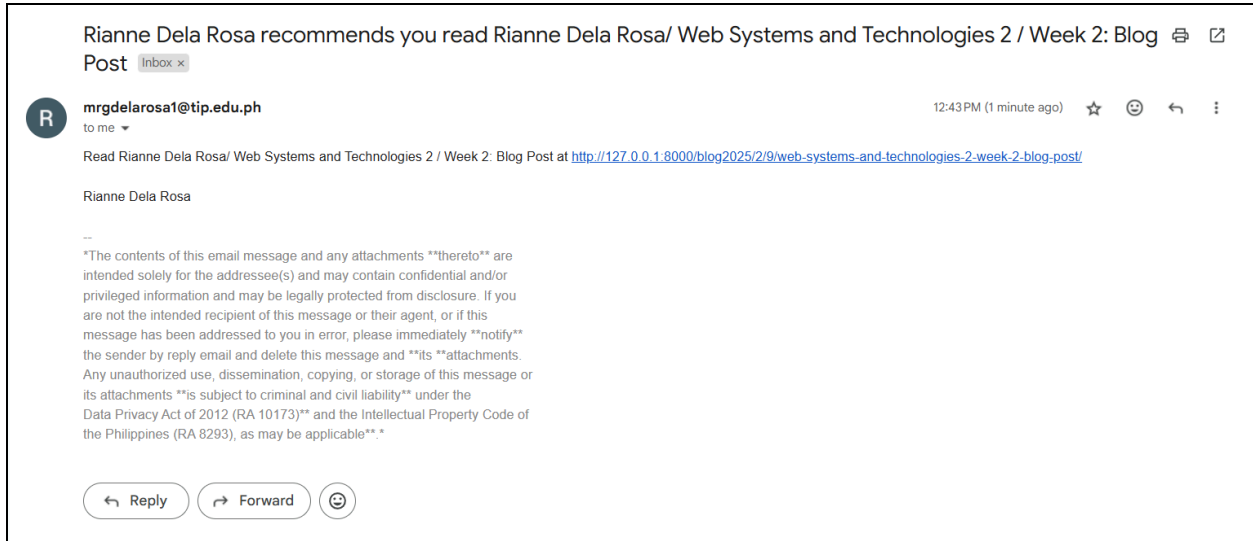 Rianne Dela Rosa recommends you read Rianne Dela Rosa/ Web Systems and Technologies 2 / Week 2: Blog
Post Inbox ×
R
mrgdelarosa1@tip.edu.ph
12:43 PM (1 minute ago)
to me
Read Rianne Dela Rosa/ Web Systems and Technologies 2 / Week 2: Blog Post at http://127.0.0.1:8000/blog2025/2/9/web-systems-and-technologies-2-week-2-blog-post/
Rianne Dela Rosa
--
*The contents of this email message and any attachments **thereto** are
intended solely for the addressee(s) and may contain confidential and/or
privileged information and may be legally protected from disclosure. If you
are not the intended recipient of this message or their agent, or if this
message has been addressed to you in error, please immediately **notify**
the sender by reply email and delete this message and **its **attachments.
Any unauthorized use, dissemination, copying, or storage of this message or
its attachments **is subject to criminal and civil liability** under the
Data Privacy Act of 2012 (RA 10173)** and the Intellectual Property Code of
the Philippines (RA 8293), as may be applicable**.*
Reply
Forward